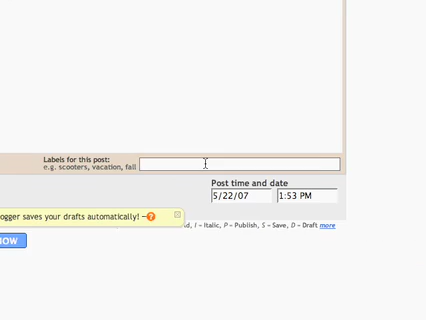 Labels for this post:
e.g. scooters, vacation, fall
Post time and date
5/22/07 1:53 PM
ogger saves your drafts automatically! – ?
d, I – Italic, P – Publish, S – Save, D – Draft more
NOW